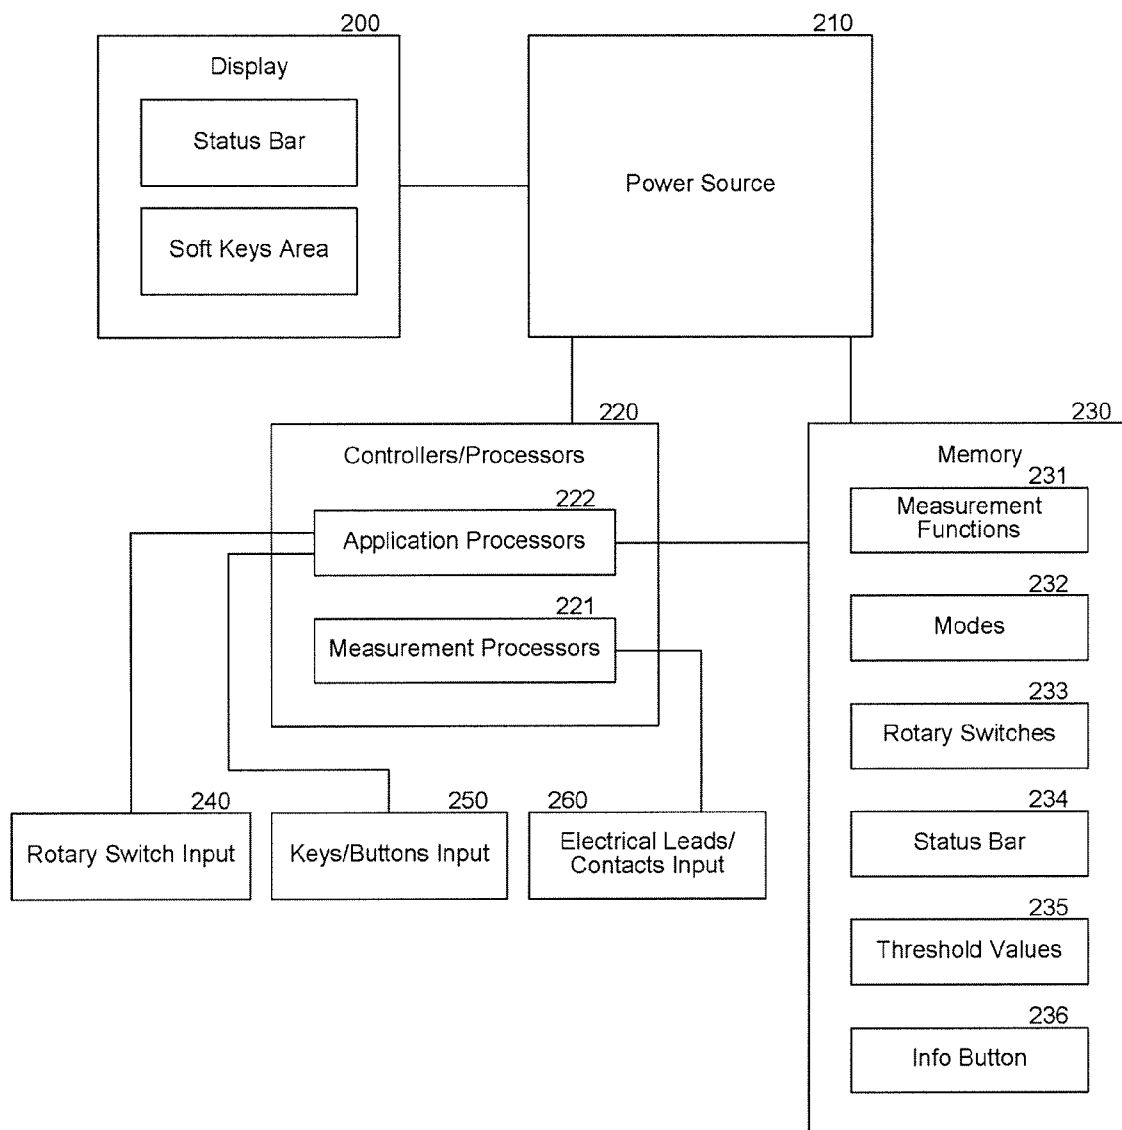 200
Display
Status Bar
Soft Keys Area
210
Power Source
220
Controllers/Processors
222
Application Processors
221
Measurement Processors
230
Memory
231
Measurement
Functions
232
Modes
233
Rotary Switches
234
Status Bar
235
Threshold Values
236
Info Button
240
Rotary Switch Input
250
Keys/Buttons Input
260
Electrical Leads/
Contacts Input